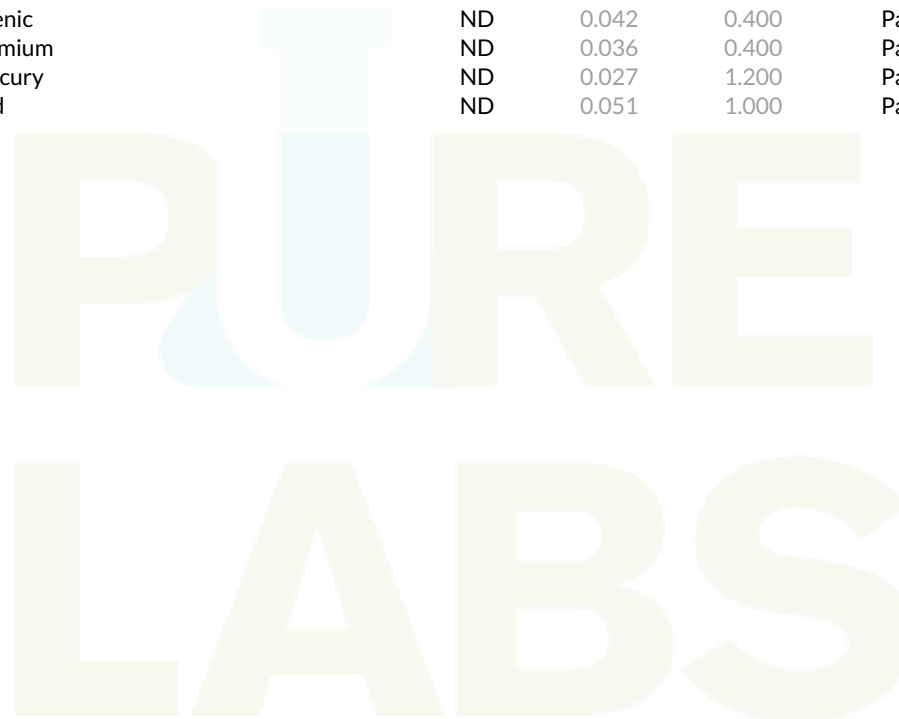 enic ND 0.042 0.400 Pa
mium ND 0.036 0.400 Pa
cury ND 0.027 1.200 Pa
d ND 0.051 1.000 Pa
PURE
LABS